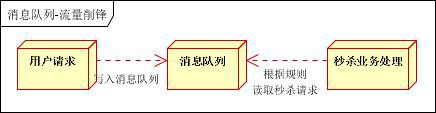 消息队列-流量削锋
用户请求
写入消息队列
消息队列
根据规则
读取秒杀请求
秒杀业务处理